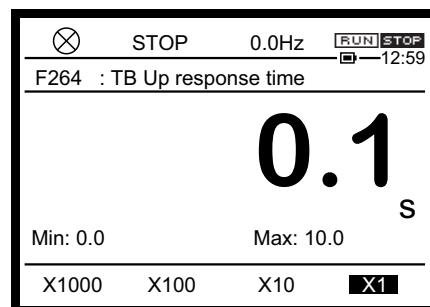 STOP 0.0Hz RUN STOP
12:59
F264 : TB Up response time
0.1
s
Min: 0.0 Max: 10.0
X1000 X100 X10 X1